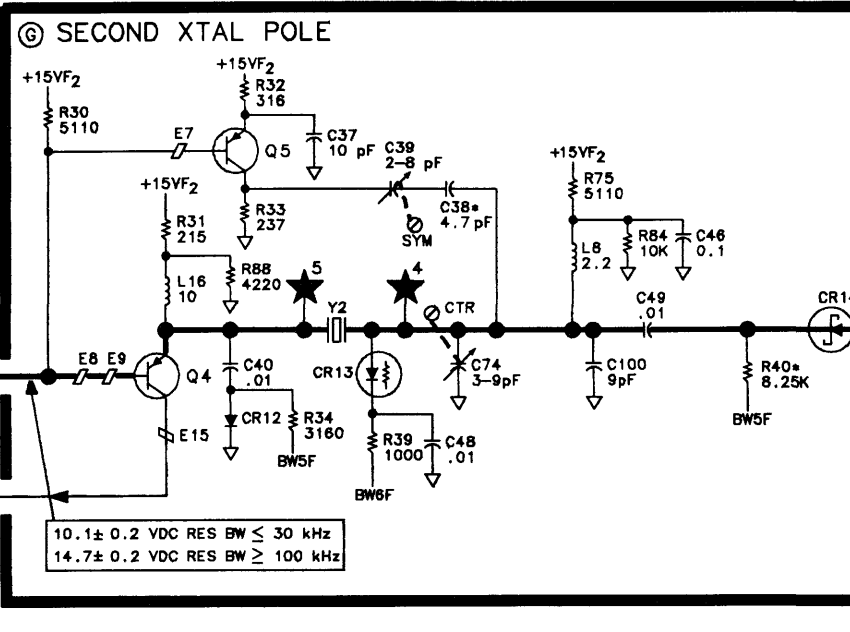 G SECOND XTAL POLE
+15VF2
+15VF2
R32
316
R30
5110
E7
Q5
C37
10 pF
C39
2-8 pF
+15VF2
R75
5110
+15VF2
R31
215
R33
237
C38*
4.7pF
SYM
R84
10K
C46
0.1
L8
2.2
L16
10
R88
4220
5
4
Y2
CTR
C49
.01
CR14
E8 E9
Q4
C40
.01
CR13
C74
3-9pF
C100
9pF
R40*
8.25K
CR12
R34
3160
E15
R39
1000
C48
.01
BW5F
BW5F
BW6F
10.1± 0.2 VDC RES BW ≤ 30 kHz
14.7± 0.2 VDC RES BW ≥ 100 kHz